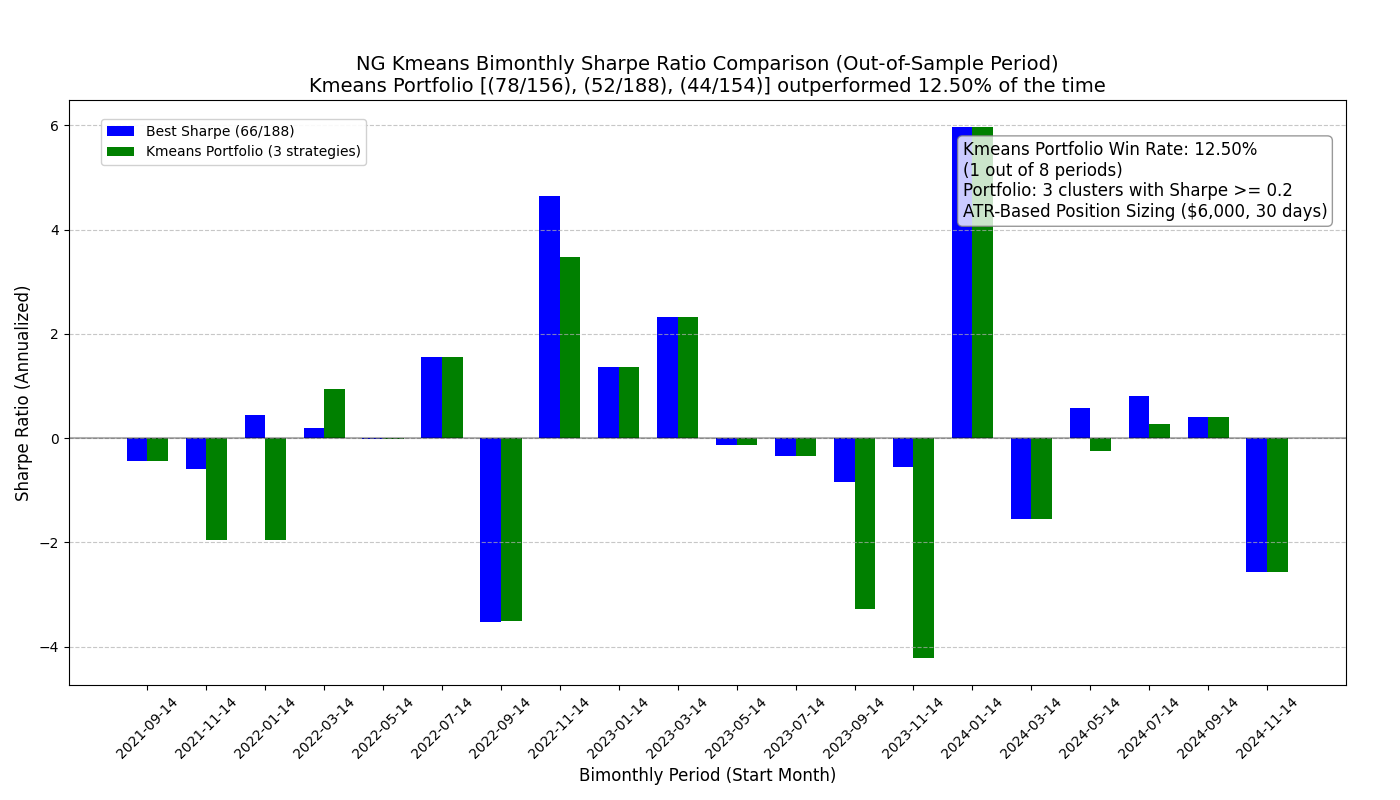 NG Kmeans Bimonthly Sharpe Ratio Comparison (Out-of-Sample Period)
Kmeans Portfolio [(78/156), (52/188), (44/154)] outperformed 12.50% of the time
Best Sharpe (66/188)
Kmeans Portfolio (3 strategies)
Kmeans Portfolio Win Rate: 12.50%
(1 out of 8 periods)
Portfolio: 3 clusters with Sharpe >= 0.2
ATR-Based Position Sizing ($6,000, 30 days)
Sharpe Ratio (Annualized)
6
4
2
0
−2
−4
2021-09-14
2021-11-14
2022-01-14
2022-03-14
2022-05-14
2022-07-14
2022-09-14
2022-11-14
2023-01-14
2023-03-14
2023-05-14
2023-07-14
2023-09-14
2023-11-14
2024-01-14
2024-03-14
2024-05-14
2024-07-14
2024-09-14
2024-11-14
Bimonthly Period (Start Month)